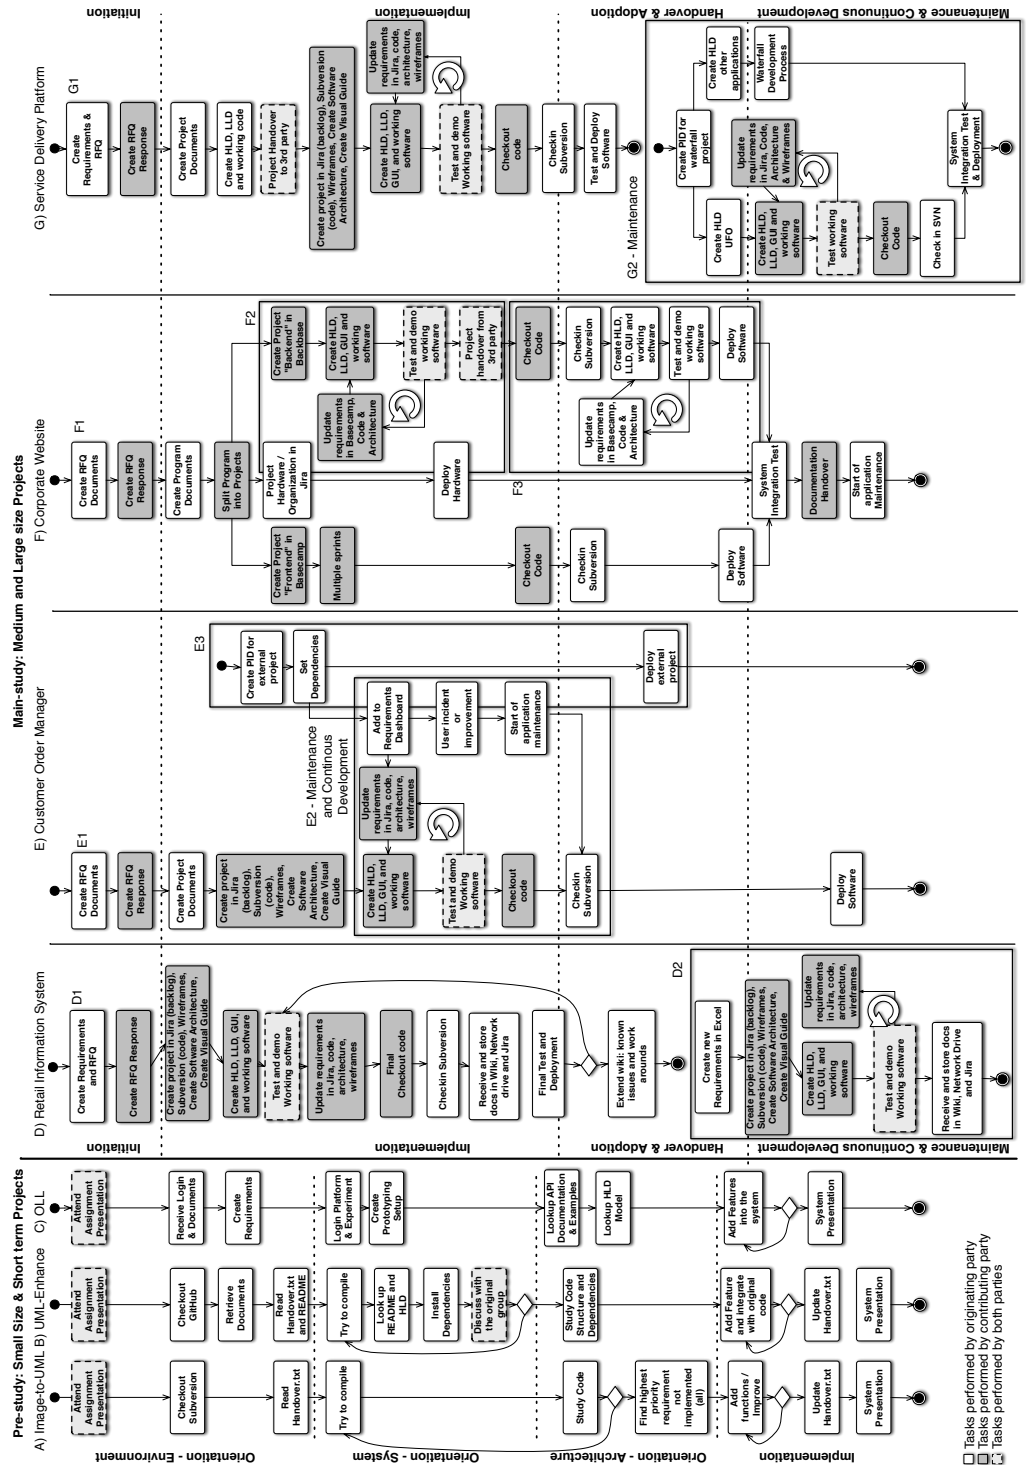 Pre-study: Small Size & Short term Projects
A) Image-to-UML
B) UML-Enhance
C) OLL
Orientation - Environment
Orientation - System
Orientation - Architecture
Implementation
Attend
Assignment
Presentation
Checkout
Subversion
Read
Handover.txt
Try to compile
Study Code
Find highest
priority
requirement
not
implemented
(all)
Add
functions /
Improve
Update
Handover.txt
System
Presentation
Attend
Assignment
Presentation
Checkout
GitHub
Retrieve
Documents
Read
Handover.txt
and README
Try to compile
Look up
README and
HLD
Install
Dependencies
Discuss with
the original
group
Study Code
Structure and
Dependencies
Add Feature
and integrate
with original
code
Update
Handover.txt
System
Presentation
Attend
Assignment
Presentation
Receive Login
& Documents
Create
Requirements
Login Platform
& Experiment
Create
Prototyping
Setup
Lookup API
Documentation
& Examples
Lookup HLD
Model
Add Features
into the
system
System
Presentation
Tasks performed by originating party
Tasks performed by contributing party
Tasks performed by both parties
Main-study: Medium and Large size Projects
D) Retail Information System
Initiation
Implementation
Handover & Adoption
Maintenance & Continuous Development
D1
Create Requirements
and RFQ
Create RFQ Response
Create project in Jira (backlog),
Subversion (code), Wireframes,
Create Software Architecture,
Create Visual Guide
Create HLD, LLD, GUI,
and working software
Test and demo
Working software
Update requirements
in Jira, code,
architecture,
wireframes
Final
Checkout code
Checkin Subversion
Receive and store
docs in Wiki, Network
drive and Jira
Final Test and
Deployment
Extend wiki: known
issues and work
arounds
D2
Create new
Requirements in Excel
Create project in Jira (backlog),
Subversion (code), Wireframes,
Create Software Architecture,
Create Visual Guide
Create HLD,
LLD, GUI, and
working
software
Update
requirements
in Jira, code,
architecture,
wireframes
Test and demo
Working software
Receive and store docs
in Wiki, Network Drive
and Jira
E) Customer Order Manager
E1
Create RFQ
Documents
Create RFQ
Response
Create Project
Documents
Create project
in Jira
(backlog),
Subversion
(code),
Wireframes,
Create
Software
Architecture,
Create Visual
Guide
E2 - Maintenance
and Continous
Development
Create HLD,
LLD, GUI, and
working
software
Update
requirements
in Jira, code,
architecture,
wireframes
Test and demo
Working
software
Checkout
code
Checkin
Subversion
Deploy
Software
E3
Create PID for
external
project
Set
Dependencies
Add to
Requirements
Dashboard
User incident
or
improvement
Start of
application
maintenance
Deploy
external
project
F) Corporate Website
F1
Create RFQ
Documents
Create RFQ
Response
Create Program
Documents
Split Program
into Projects
Create Project
"Frontend" in
Basecamp
Multiple sprints
Checkout
Code
Checkin
Subversion
Deploy
Software
Project
Hardware /
Organization in
Jira
Deploy
Hardware
F2
Create Project
"Backend" in
Backbase
Create HLD,
LLD, GUI and
working
software
Update
requirements
in Basecamp,
Code &
Architecture
Test and demo
working
software
Project
handover from
3rd party
F3
Checkout
Code
Checkin
Subversion
Create HLD,
LLD, GUI and
working
software
Update
requirements
in Basecamp,
Code &
Architecture
Test and demo
working
software
Deploy
Software
System
Integration Test
Documentation
Handover
Start of
application
Maintenance
G) Service Delivery Platform
G1
Create
Requirements &
RFQ
Create RFQ
Response
Create Project
Documents
Create HLD, LLD
and working code
Project Handover
to 3rd party
Create project in Jira (backlog), Subversion
(code), Wireframes, Create Software
Architecture, Create Visual Guide
Create HLD, LLD,
GUI, and working
software
Update
requirements
in Jira, code,
architecture,
wireframes
Test and demo
Working software
Checkout
code
Checkin
Subversion
Test and Deploy
Software
G2 - Maintenance
Create PID for
waterfall
project
Create HLD
UFO
Create HLD
other
applications
Create HLD,
LLD, GUI and
working
software
Update
requirements
in Jira, Code,
Architecture
& Wireframes
Waterfall
Development
Process
Test working
software
Checkout
Code
Check in SVN
System
Integration Test
& Deployment
Initiation
Implementation
Handover & Adoption
Maintenance & Continuous Development